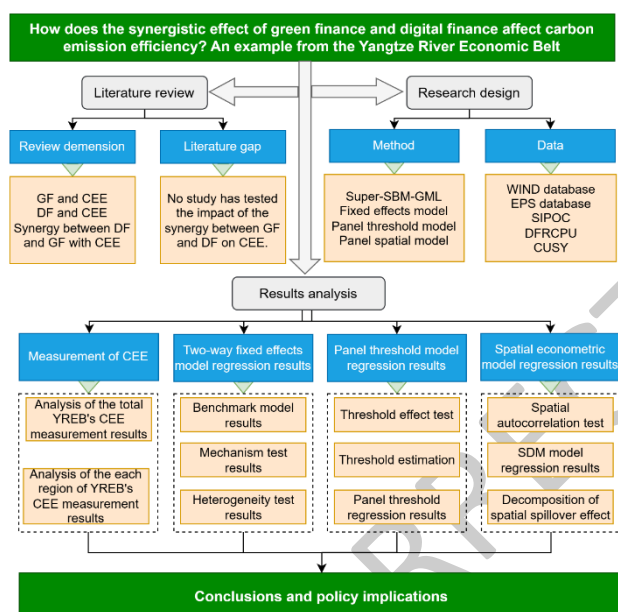 How does the synergistic effect of green finance and digital finance affect carbon
emission efficiency? An example from the Yangtze River Economic Belt
Literature review
Research design
Review demension
Literature gap
Method
Data
GF and CEE
DF and CEE
Synergy between DF
and GF with CEE
No study has tested
the impact of the
synergy between GF
and DF on CEE.
Super-SBM-GML
Fixed effects model
Panel threshold model
Panel spatial model
WIND database
EPS database
SIPOC
DFRCPU
CUSY
Results analysis
Measurement of CEE
Two-way fixed effects
model regression results
Panel threshold model
regression results
Spatial econometric
model regression results
Analysis of the total
YREB's CEE
measurement results
Analysis of the each
region of YREB's
CEE measurement
results
Benchmark model
results
Mechanism test
results
Heterogeneity test
results
Threshold effect test
Threshold estimation
Panel threshold
regression results
Spatial
autocorrelation test
SDM model
regression results
Decomposition of
spatial spillover effect
Conclusions and policy implications